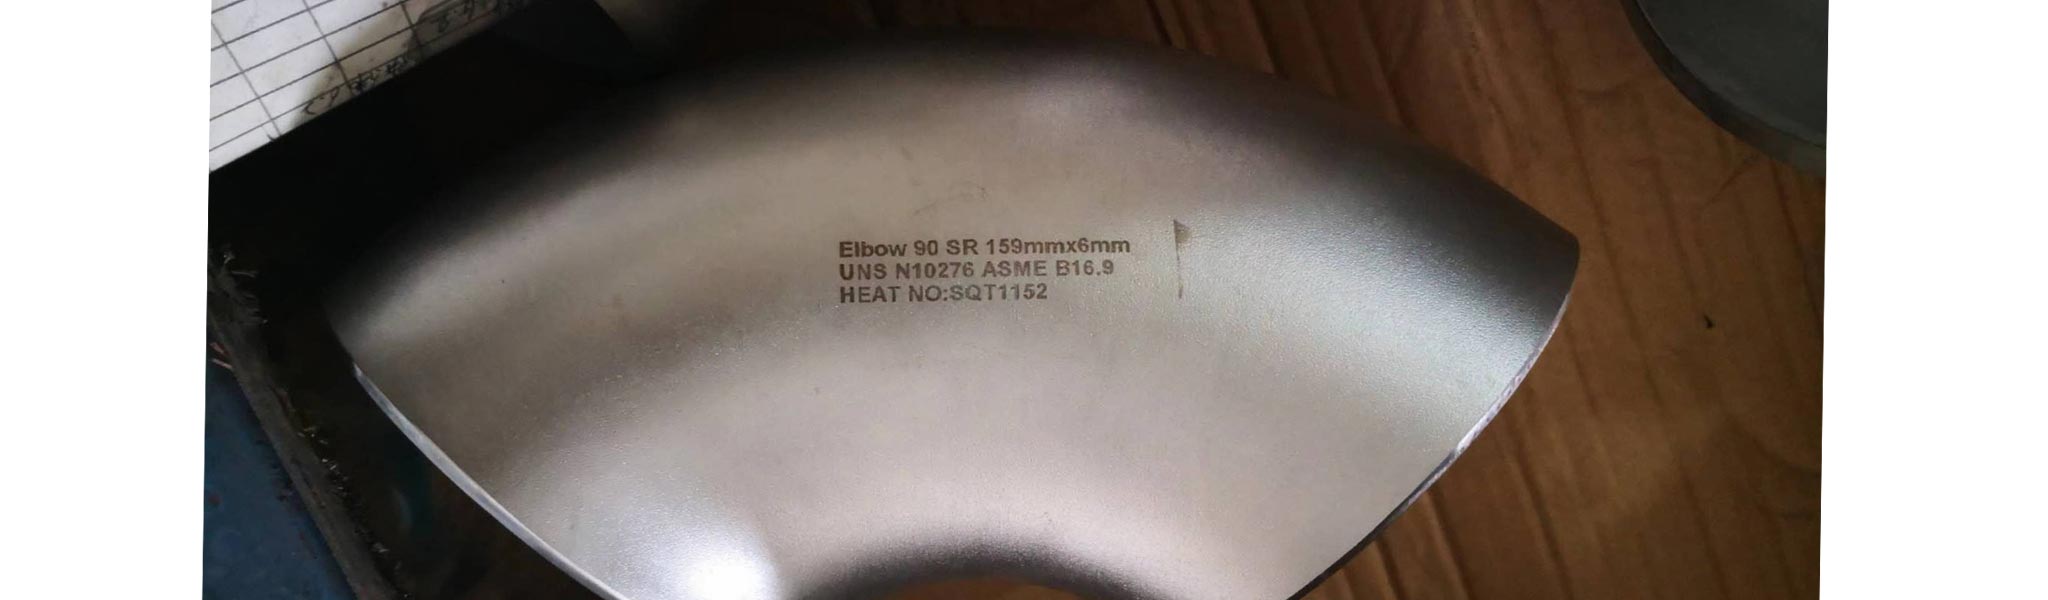 Elbow 90 SR 159mmx6mm
UNS N10276 ASME B16.9
HEAT NO:SQT1152